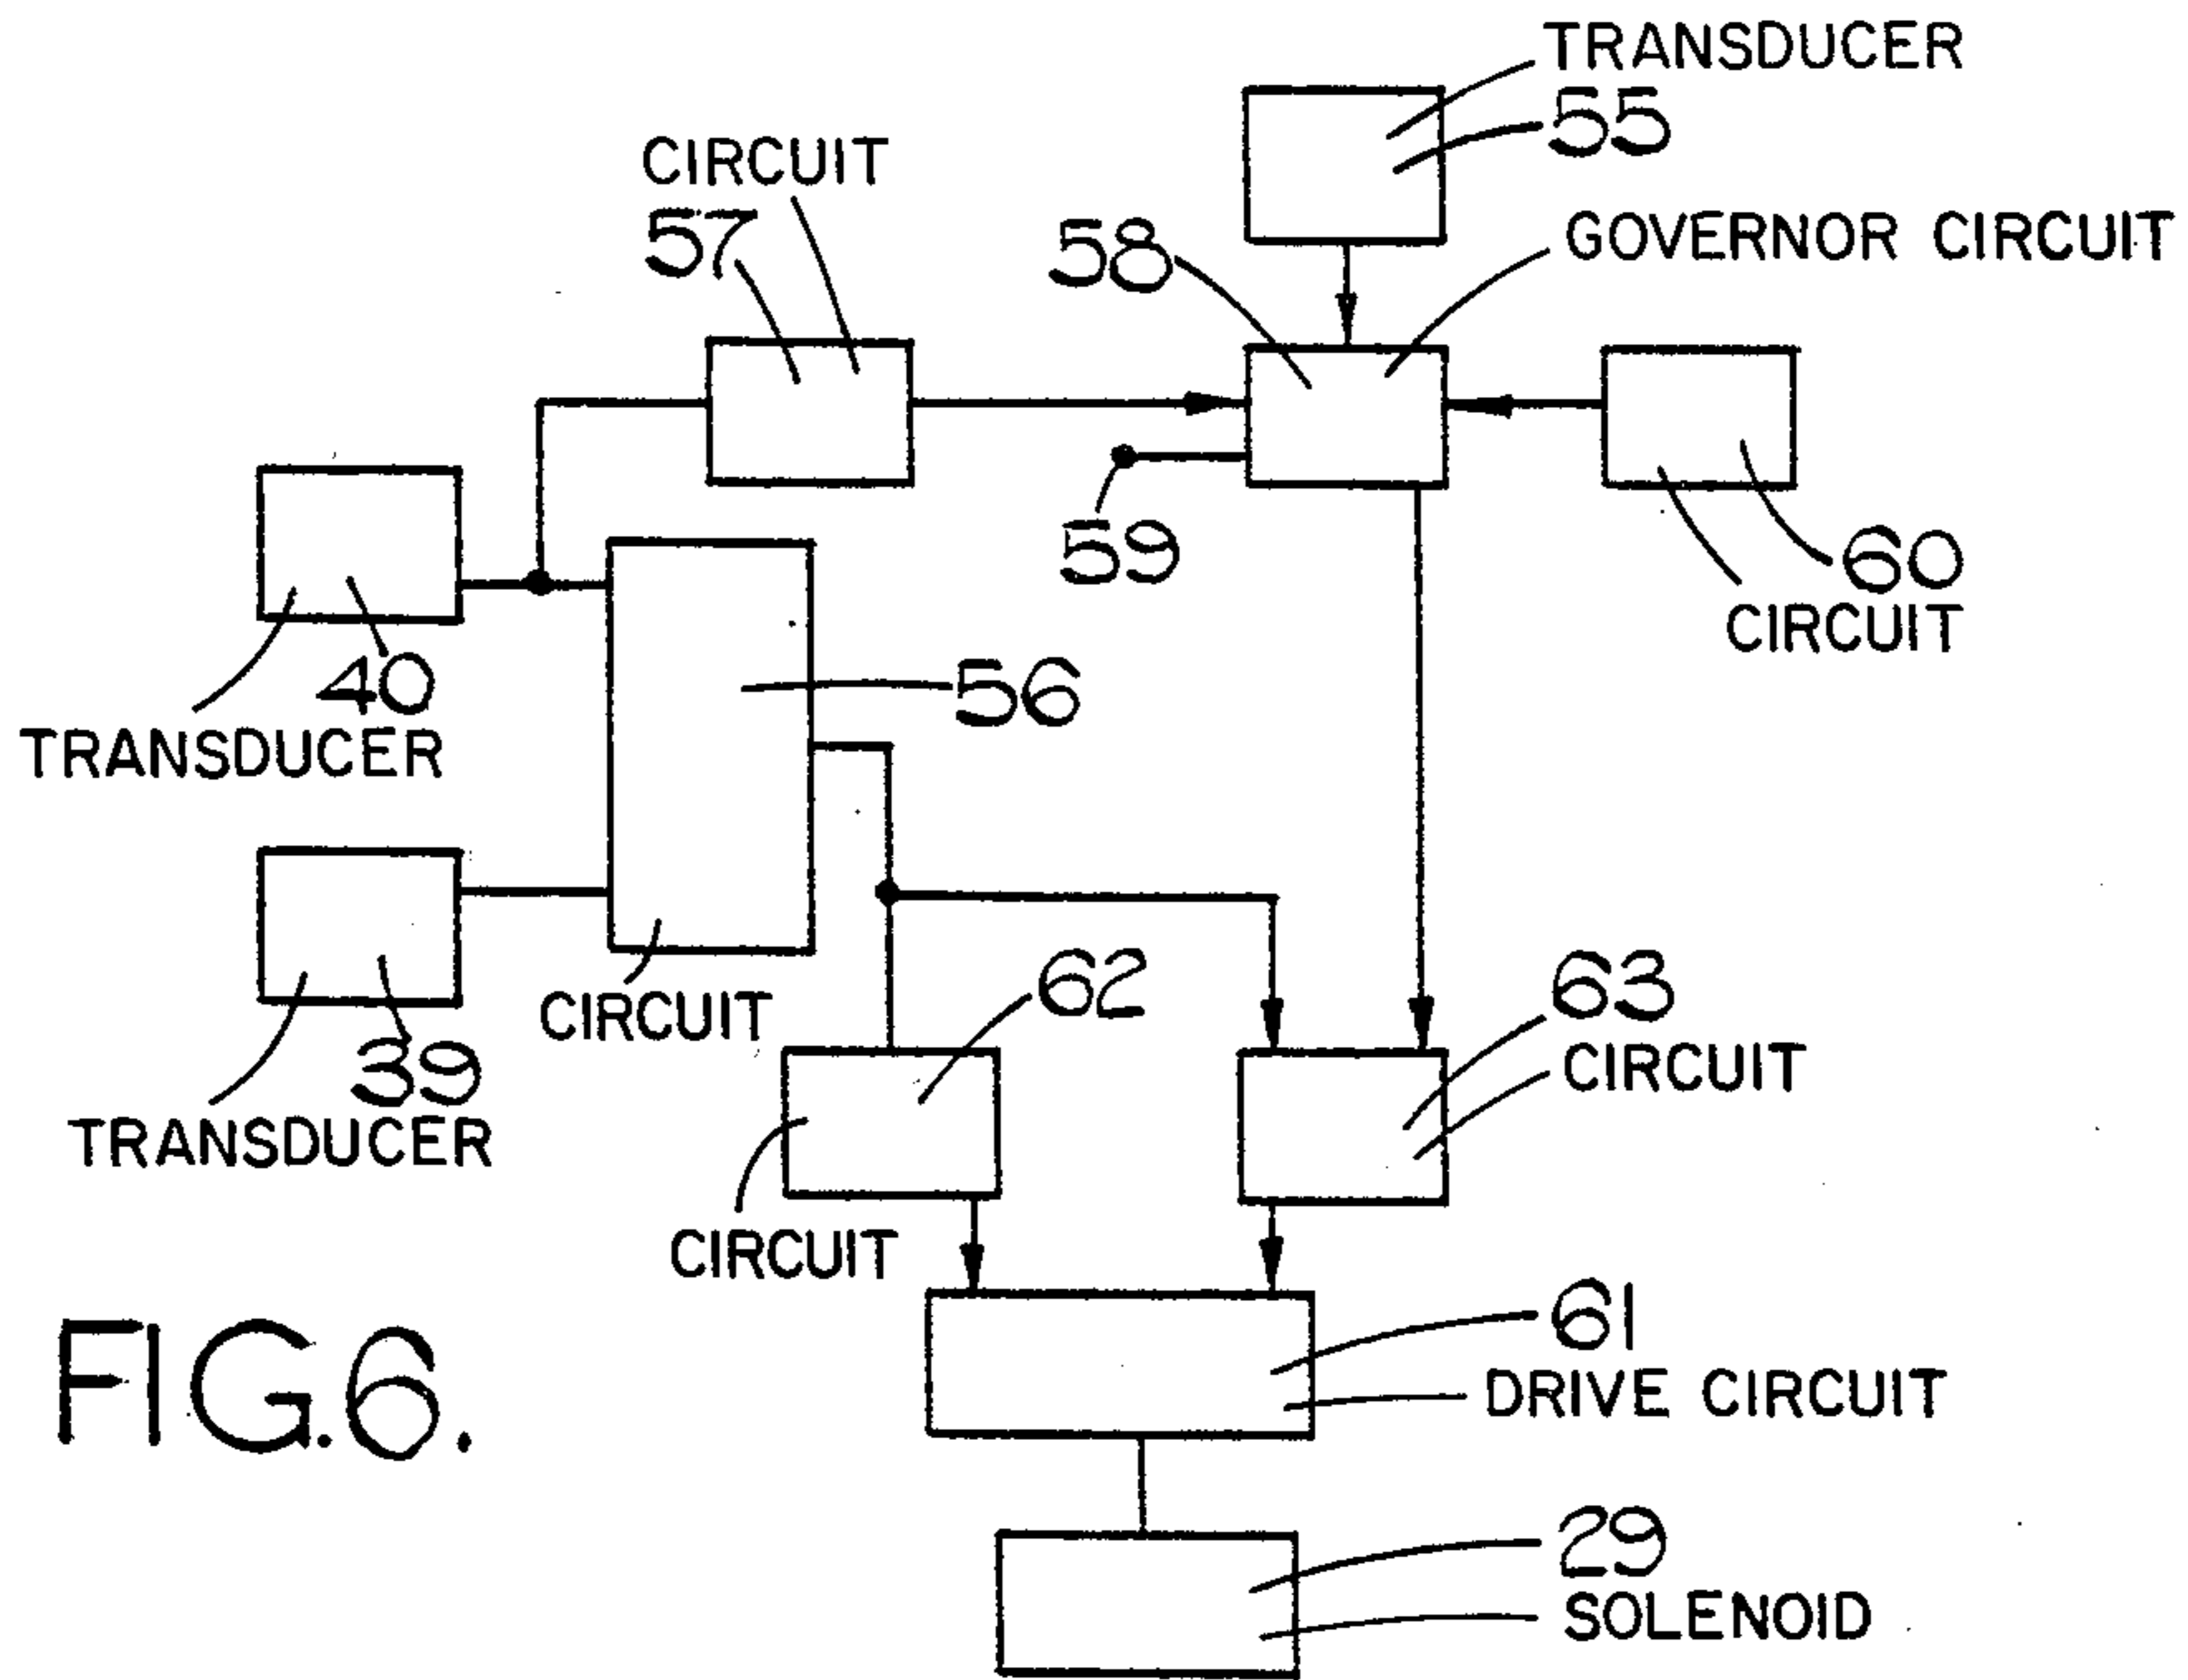 TRANSDUCER
55
CIRCUIT
57
58
GOVERNOR CIRCUIT
59
60
CIRCUIT
40
TRANSDUCER
56
39
TRANSDUCER
CIRCUIT
62
CIRCUIT
63
CIRCUIT
61
DRIVE CIRCUIT
29
SOLENOID
FIG.6.